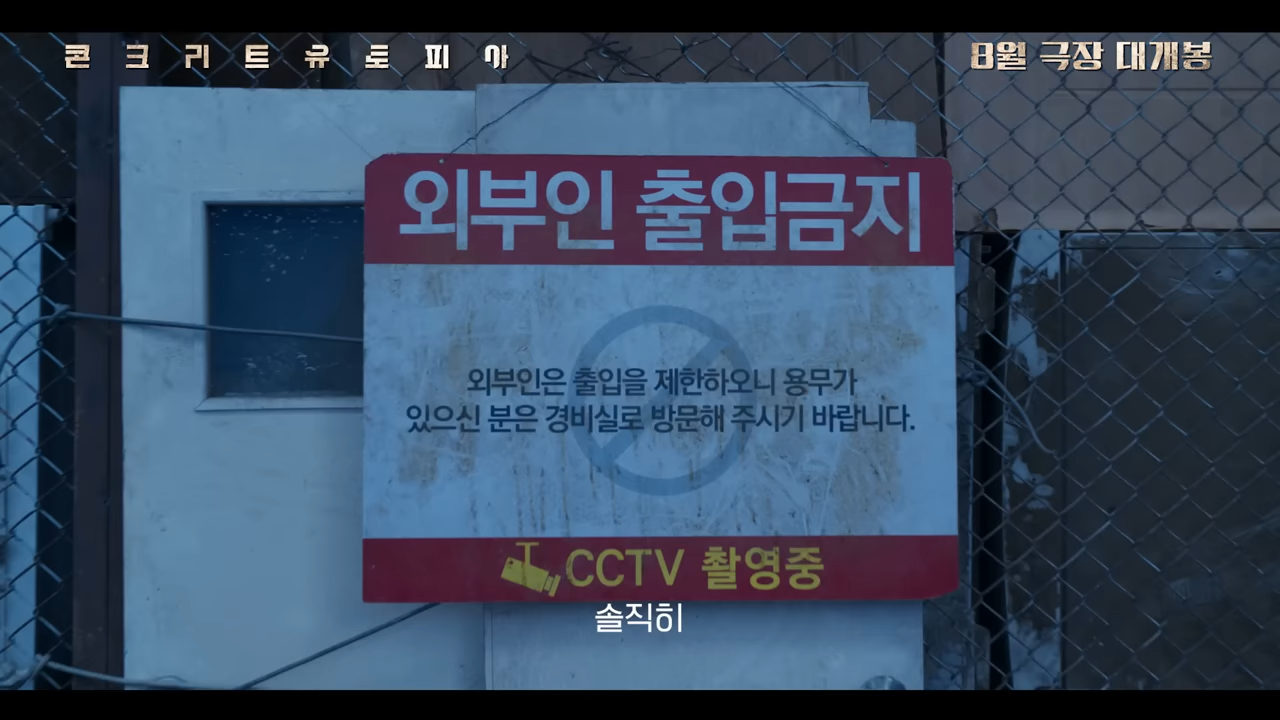 콘크리트 유토피아
8월 극장 대개봉
외부인 출입금지
외부인은 출입을 제한하오니 용무가
있으신 분은 경비실로 방문해 주시기 바랍니다.
CCTV 촬영중
솔직히